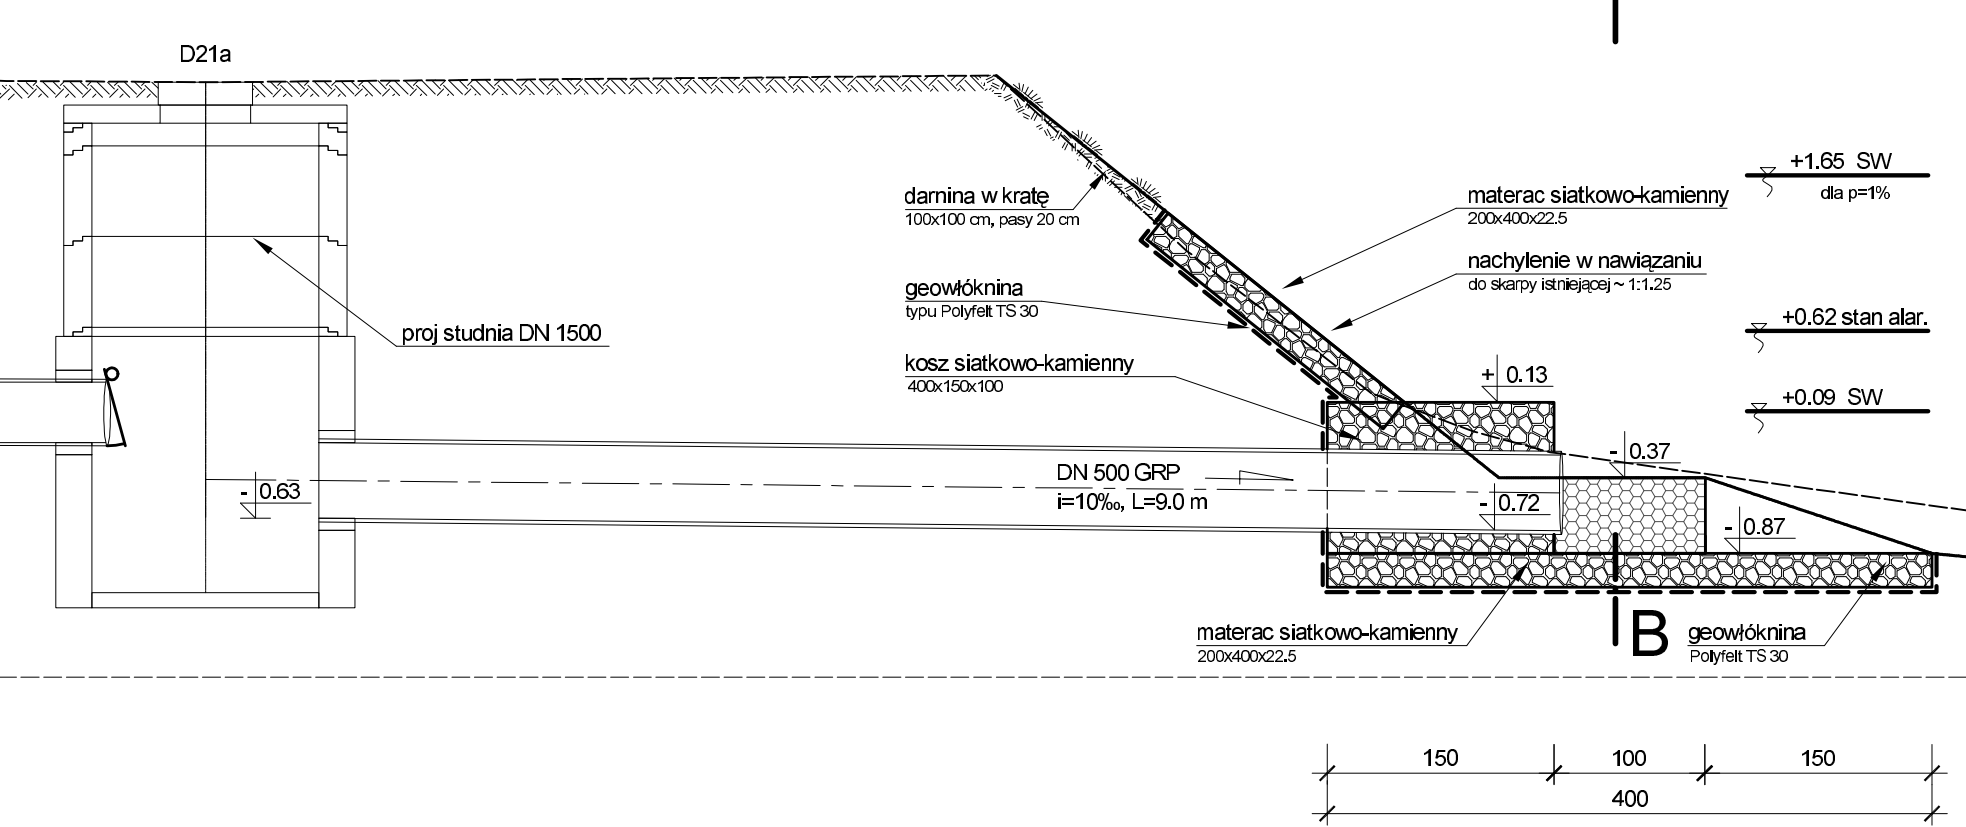 D21a
+1.65 SW
dla p=1%
darnina w kratę
100x100 cm, pasy 20 cm
materac siatkowo-kamienny
200x400x22.5
nachylenie w nawiązaniu
do skarpy istniejącej ~ 1:1.25
geowłóknina
typu Polyfelt TS 30
+0.62 stan alar.
proj studnia DN 1500
kosz siatkowo-kamienny
400x150x100
+ 0.13
+0.09 SW
- 0.37
DN 500 GRP
i=10‰, L=9.0 m
- 0.63
- 0.72
- 0.87
materac siatkowo-kamienny
200x400x22.5
B
geowłóknina
Polyfelt TS 30
150 100 150
400